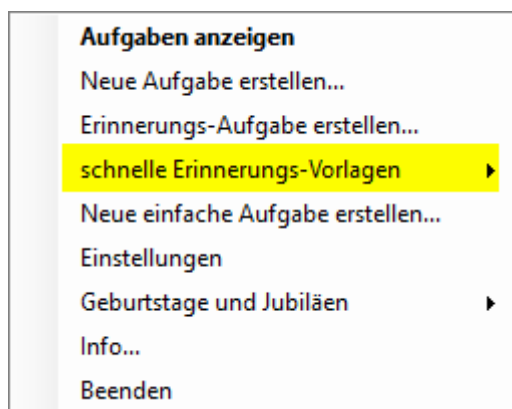 Aufgaben anzeigen
Neue Aufgabe erstellen...
Erinnerungs-Aufgabe erstellen...
schnelle Erinnerungs-Vorlagen
Neue einfache Aufgabe erstellen...
Einstellungen
Geburtstage und Jubiläen
Info...
Beenden